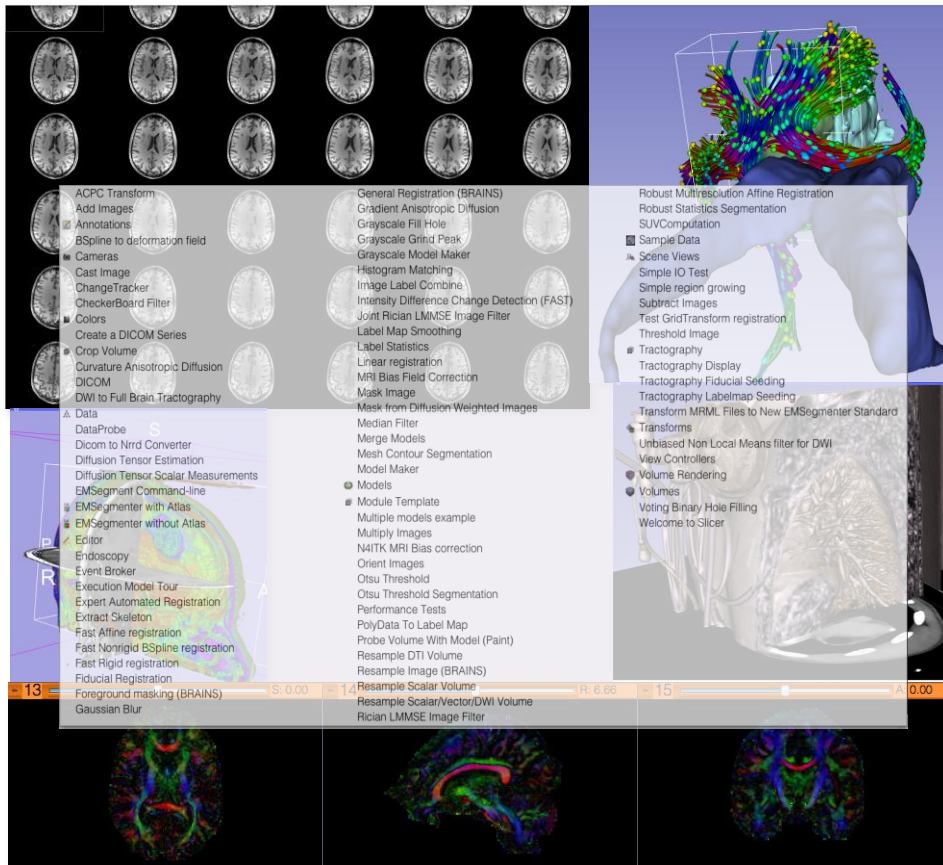 ACPC Transform
Add Images
Annotations
BSpline to deformation field
Cameras
Cast Image
ChangeTracker
CheckerBoard Filter
Colors
Create a DICOM Series
Crop Volume
Curvature Anisotropic Diffusion
DICOM
DWI to Full Brain Tractography
Data
DataProbe
Dicom to Nrrd Converter
Diffusion Tensor Estimation
Diffusion Tensor Scalar Measurements
EMSegment Command-line
EMSegmenter with Atlas
EMSegmenter without Atlas
Editor
Endoscopy
Event Broker
Execution Model Tour
Expert Automated Registration
Extract Skeleton
Fast Affine registration
Fast Nonrigid BSpline registration
Fast Rigid registration
Fiducial Registration
Foreground masking (BRAINS)
Gaussian Blur
General Registration (BRAINS)
Gradient Anisotropic Diffusion
Grayscale Fill Hole
Grayscale Grind Peak
Grayscale Model Maker
Histogram Matching
Image Label Combine
Intensity Difference Change Detection (FAST)
Joint Rician LMMSE Image Filter
Label Map Smoothing
Label Statistics
Linear registration
MRI Bias Field Correction
Mask Image
Mask from Diffusion Weighted Images
Median Filter
Merge Models
Mesh Contour Segmentation
Model Maker
Models
Module Template
Multiple models example
Multiply Images
N4ITK MRI Bias correction
Orient Images
Otsu Threshold
Otsu Threshold Segmentation
Performance Tests
PolyData To Label Map
Probe Volume With Model (Paint)
Resample DTI Volume
Resample Image (BRAINS)
Resample Scalar Volume
Resample Scalar/Vector/DWI Volume
Rician LMMSE Image Filter
Robust Multiresolution Affine Registration
Robust Statistics Segmentation
SUVComputation
Sample Data
Scene Views
Simple IO Test
Simple region growing
Subtract Images
Test GridTransform registration
Threshold Image
Tractography
Tractography Display
Tractography Fiducial Seeding
Tractography Labelmap Seeding
Transform MRML Files to New EMSegmenter Standard
Transforms
Unbiased Non Local Means filter for DWI
View Controllers
Volume Rendering
Volumes
Voting Binary Hole Filling
Welcome to Slicer
S
P
R
A
13 S: 0.00
14 R: 6.66
15 A: 0.00